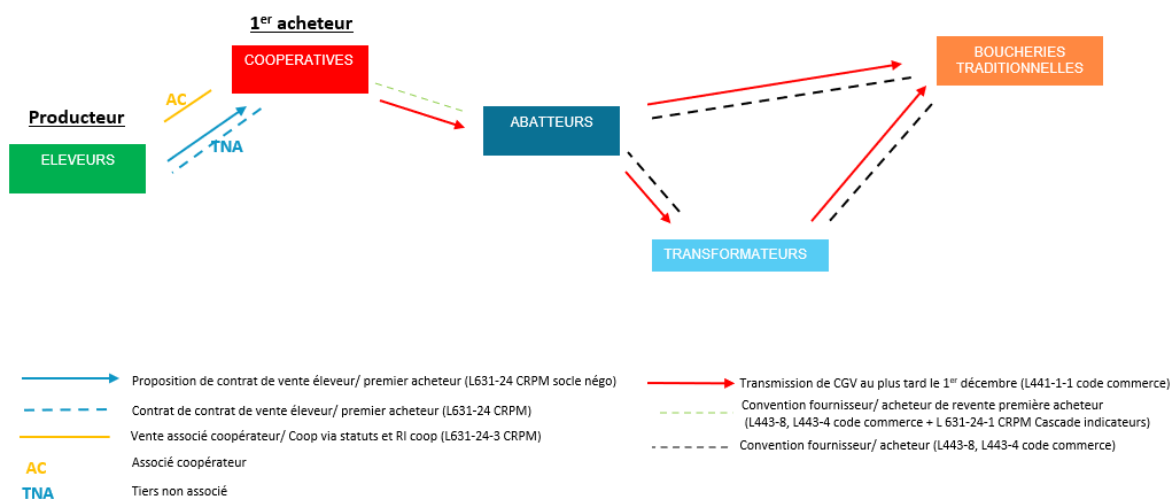 1er acheteur
COOPERATIVES
BOUCHERIES
TRADITIONNELLES
AC
Producteur
ABATTEURS
TNA
ELEVEURS
TRANSFORMATEURS
Proposition de contrat de vente éleveur/ premier acheteur (L631-24 CRPM socle négo)
Contrat de contrat de vente éleveur/ premier acheteur (L631-24 CRPM)
Vente associé coopérateur/ Coop via statuts et RI coop (L631-24-3 CRPM)
AC Associé coopérateur
TNA Tiers non associé
Transmission de CGV au plus tard le 1er décembre (L441-1-1 code commerce)
Convention fournisseur/ acheteur de revente première acheteur
(L443-8, L443-4 code commerce + L 631-24-1 CRPM Cascade indicateurs)
Convention fournisseur/ acheteur (L443-8, L443-4 code commerce)